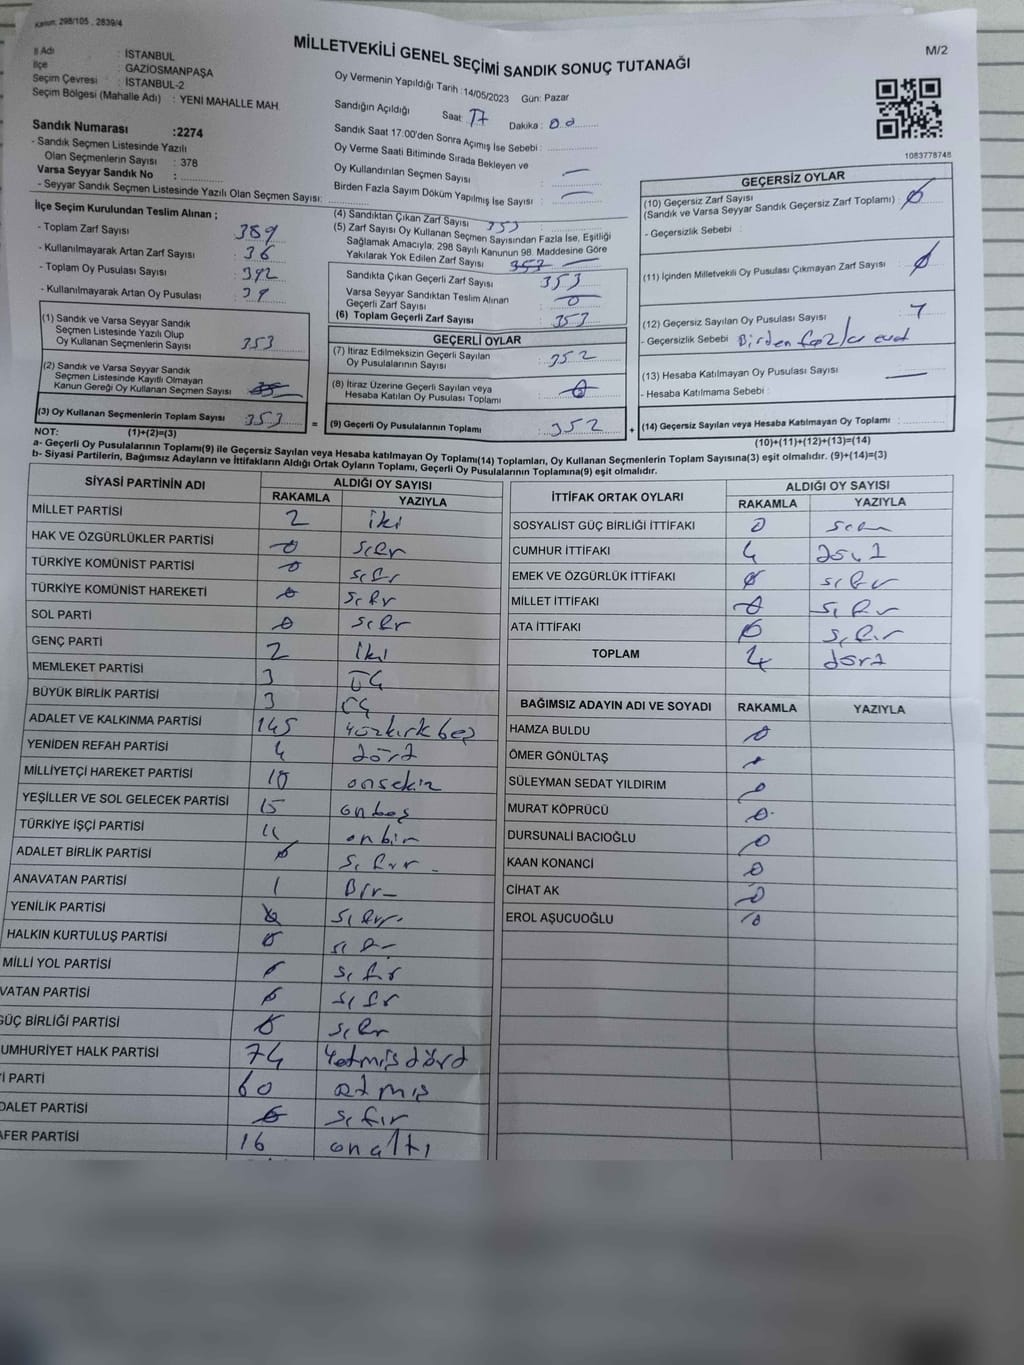 Kanun: 298/105 , 2839/4
MİLLETVEKİLİ GENEL SEÇİMİ SANDIK SONUÇ TUTANAĞI
M/2
İl Adı : İSTANBUL
İlçe : GAZİOSMANPAŞA
Seçim Çevresi : İSTANBUL-2
Seçim Bölgesi (Mahalle Adı) : YENİ MAHALLE MAH.
Oy Vermenin Yapıldığı Tarih :14/05/2023 Gün: Pazar
Sandığın Açıldığı Saat: 17 Dakika : 00
Sandık Saat 17:00'den Sonra Açımış İse Sebebi :
Oy Verme Saati Bitiminde Sırada Bekleyen ve
Oy Kullandırılan Seçmen Sayısı : —
Birden Fazla Sayım Döküm Yapılmış İse Sayısı : —
1083778748
Sandık Numarası :2274
- Sandık Seçmen Listesinde Yazılı
Olan Seçmenlerin Sayısı : 378
Varsa Seyyar Sandık No :
- Seyyar Sandık Seçmen Listesinde Yazılı Olan Seçmen Sayısı:
İlçe Seçim Kurulundan Teslim Alınan ;
- Toplam Zarf Sayısı : 389
- Kullanılmayarak Artan Zarf Sayısı : 36
- Toplam Oy Pusulası Sayısı : 392
- Kullanılmayarak Artan Oy Pusulası : 39
(1) Sandık ve Varsa Seyyar Sandık
Seçmen Listesinde Yazılı Olup
Oy Kullanan Seçmenlerin Sayısı 353
(2) Sandık ve Varsa Seyyar Sandık
Seçmen Listesinde Kayıtlı Olmayan
Kanun Gereği Oy Kullanan Seçmen Sayısı
(3) Oy Kullanan Seçmenlerin Toplam Sayısı 353 =
(4) Sandıktan Çıkan Zarf Sayısı 353
(5) Zarf Sayısı Oy Kullanan Seçmen Sayısından Fazla İse, Eşitliği
Sağlamak Amacıyla, 298 Sayılı Kanunun 98. Maddesine Göre
Yakılarak Yok Edilen Zarf Sayısı 353 —
Sandıkta Çıkan Geçerli Zarf Sayısı : 353
Varsa Seyyar Sandıktan Teslim Alınan
Geçerli Zarf Sayısı : 0
(6) Toplam Geçerli Zarf Sayısı : 353
GEÇERLİ OYLAR
(7) İtiraz Edilmeksizin Geçerli Sayılan
Oy Pusulalarının Sayısı : 352
(8) İtiraz Üzerine Geçerli Sayılan veya
Hesaba Katılan Oy Pusulası Toplamı : 0
(9) Geçerli Oy Pusulalarının Toplamı : 352 +
GEÇERSİZ OYLAR
(10) Geçersiz Zarf Sayısı : 0
(Sandık ve Varsa Seyyar Sandık Geçersiz Zarf Toplamı)
- Geçersizlik Sebebi :
(11) İçinden Milletvekili Oy Pusulası Çıkmayan Zarf Sayısı : 0
(12) Geçersiz Sayılan Oy Pusulası Sayısı :
- Geçersizlik Sebebi : Birden fazla
(13) Hesaba Katılmayan Oy Pusulası Sayısı : —
- Hesaba Katılmama Sebebi :
(14) Geçersiz Sayılan veya Hesaba Katılmayan Oy Toplamı :
NOT: (1)+(2)=(3)
(10)+(11)+(12)+(13)=(14)
a- Geçerli Oy Pusulalarının Toplamı(9) ile Geçersiz Sayılan veya Hesaba katılmayan Oy Toplamı(14) Toplamları, Oy Kullanan Seçmenlerin Toplam Sayısına(3) eşit olmalıdır. (9)+(14)=(3)
b- Siyasi Partilerin, Bağımsız Adayların ve İttifakların Aldığı Ortak Oyların Toplamı, Geçerli Oy Pusulalarının Toplamına(9) eşit olmalıdır.
SİYASİ PARTİNİN ADI ALDIĞI OY SAYISI
RAKAMLA YAZIYLA
MİLLET PARTİSİ 2 iki
HAK VE ÖZGÜRLÜKLER PARTİSİ 0 sıfır
TÜRKİYE KOMÜNİST PARTİSİ 0 sıfır
TÜRKİYE KOMÜNİST HAREKETİ 0 sıfır
SOL PARTİ 0 sıfır
GENÇ PARTİ 2 iki
MEMLEKET PARTİSİ 3 üç
BÜYÜK BİRLİK PARTİSİ 3 üç
ADALET VE KALKINMA PARTİSİ 145 yüzkırkbeş
YENİDEN REFAH PARTİSİ 4 dört
MİLLİYETÇİ HAREKET PARTİSİ 18 onsekiz
YEŞİLLER VE SOL GELECEK PARTİSİ 15 onbeş
TÜRKİYE İŞÇİ PARTİSİ 11 onbir
ADALET BİRLİK PARTİSİ 0 sıfır
ANAVATAN PARTİSİ 1 Bir
YENİLİK PARTİSİ 0 sıfır
HALKIN KURTULUŞ PARTİSİ 0 sıfır
MİLLİ YOL PARTİSİ 0 sıfır
VATAN PARTİSİ 0 sıfır
GÜÇ BİRLİĞİ PARTİSİ 0 sıfır
UMHURİYET HALK PARTİSİ 74 yetmişdört
İ PARTİ 60 atmış
DALET PARTİSİ 0 sıfır
AFER PARTİSİ 16 onaltı
İTTİFAK ORTAK OYLARI ALDIĞI OY SAYISI
RAKAMLA YAZIYLA
SOSYALİST GÜÇ BİRLİĞİ İTTİFAKI 0 sıfır
CUMHUR İTTİFAKI 4 dört
EMEK VE ÖZGÜRLÜK İTTİFAKI 0 sıfır
MİLLET İTTİFAKI 0 sıfır
ATA İTTİFAKI 0 sıfır
TOPLAM 4 dört
BAĞIMSIZ ADAYIN ADI VE SOYADI RAKAMLA YAZIYLA
HAMZA BULDU 0
ÖMER GÖNÜLTAŞ 0
SÜLEYMAN SEDAT YILDIRIM 0
MURAT KÖPRÜCÜ 0
DURSUNALİ BACIOĞLU 0
KAAN KONANCİ 0
CİHAT AK 0
EROL AŞUCUOĞLU 0